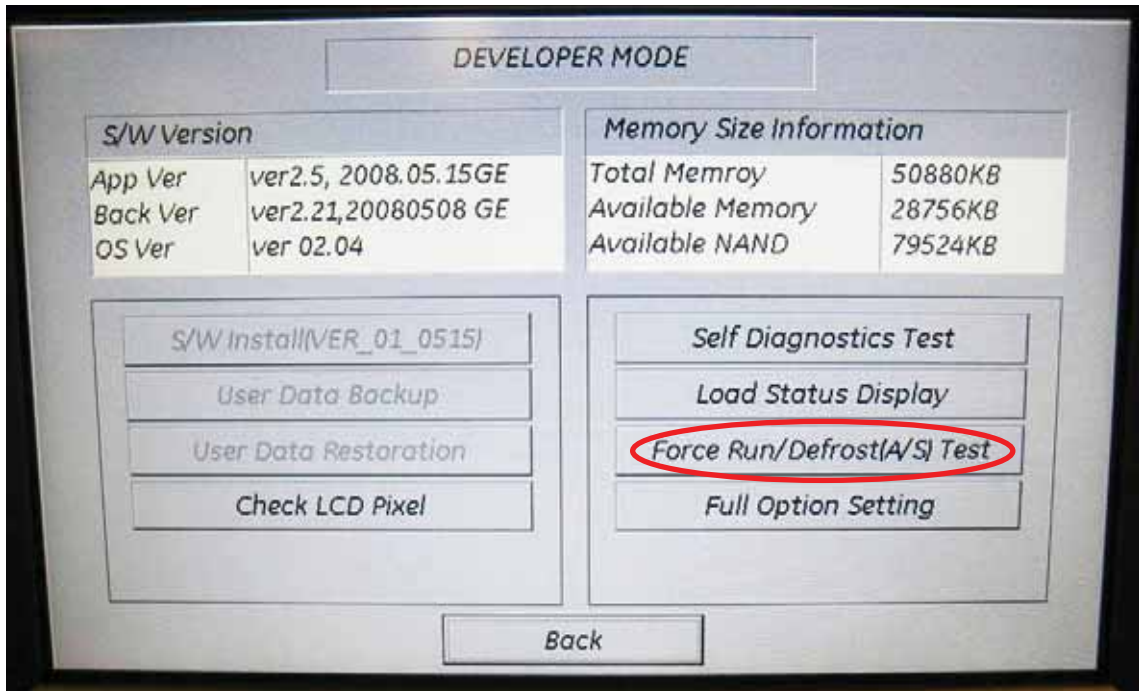 DEVELOPER MODE
S/W Version
App Ver ver2.5, 2008.05.15GE
Back Ver ver2.21,20080508 GE
OS Ver ver 02.04
Memory Size Information
Total Memroy 50880KB
Available Memory 28756KB
Available NAND 79524KB
S/W Install(VER_01_0515)
User Data Backup
User Data Restoration
Check LCD Pixel
Self Diagnostics Test
Load Status Display
Force Run/Defrost(A/S) Test
Full Option Setting
Back